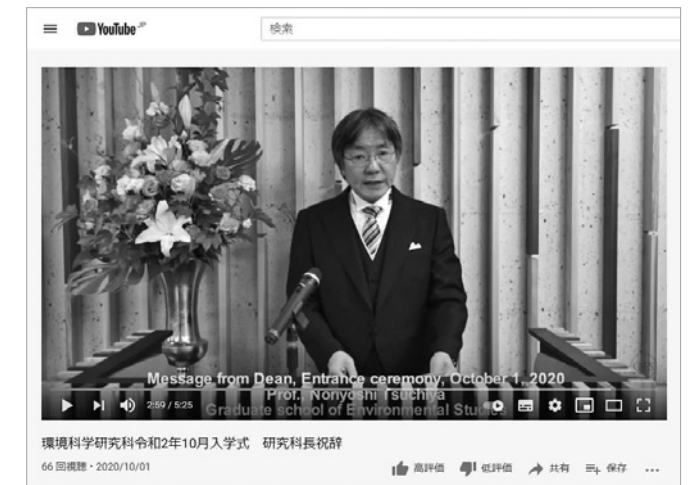 YouTube JP
検索
Message from Dean, Entrance ceremony, October 1, 2020
Prof., Noriyoshi Tsuchiya
Graduate school of Environmental Studies
2:59 / 5:25
環境科学研究科令和2年10月入学式　研究科長祝辞
66 回視聴・2020/10/01
高評価 低評価 共有 保存 …